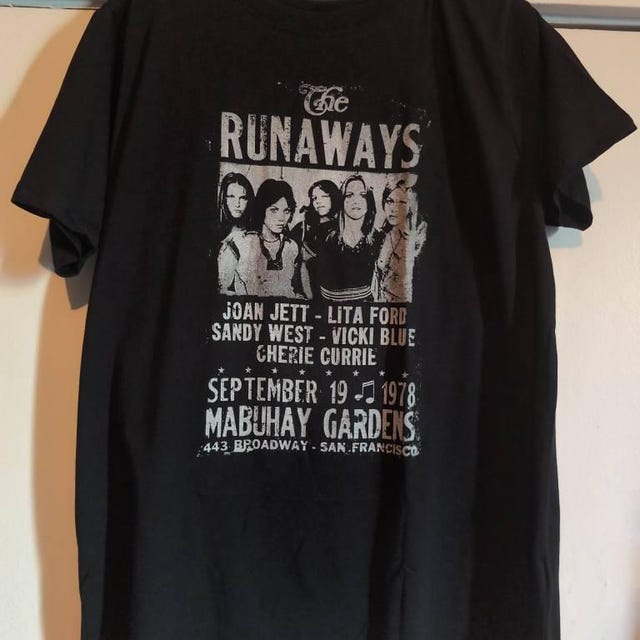 The
RUNAWAYS
JOAN JETT - LITA FORD
SANDY WEST - VICKI BLUE
CHERIE CURRIE
SEPTEMBER 19 ♫ 1978
MABUHAY GARDENS
443 BROADWAY - SAN FRANCISCO